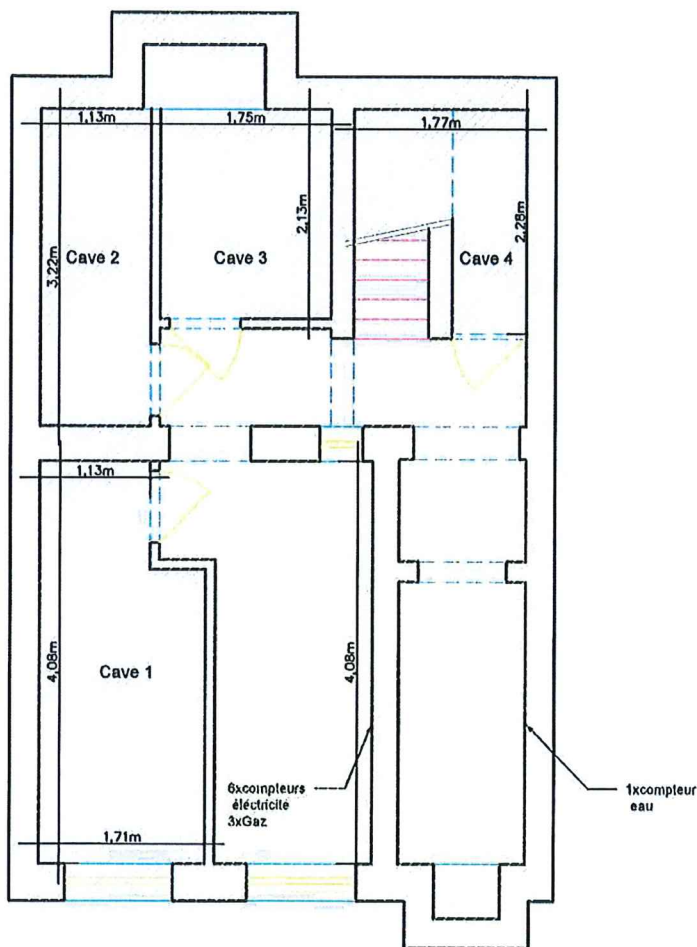 1,13m
1,75m
1,77m
2,13m
2,28m
3,22m
Cave 2
Cave 3
Cave 4
1,13m
4,08m
4,08m
Cave 1
6xcompteurs
éléctricité
3xGaz
1xcompteur
eau
1,71m